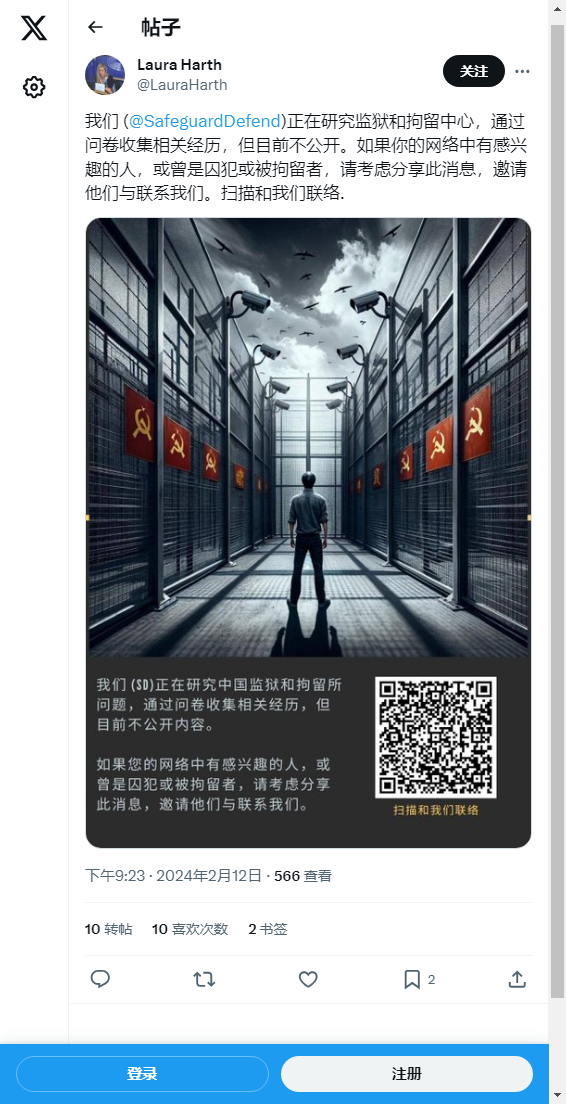 帖子
Laura Harth
@LauraHarth
关注
我们 (@SafeguardDefend)正在研究监狱和拘留中心，通过
问卷收集相关经历，但目前不公开。如果你的网络中有感兴
趣的人，或曾是囚犯或被拘留者，请考虑分享此消息，邀请
他们与联系我们。扫描和我们联络.
我们 (SD)正在研究中国监狱和拘留所
问题，通过问卷收集相关经历，但
目前不公开内容。
如果您的网络中有感兴趣的人，或
曾是囚犯或被拘留者，请考虑分享
此消息，邀请他们与联系我们。
扫描和我们联络
下午9:23 · 2024年2月12日 · 566 查看
10 转帖 10 喜欢次数 2 书签
2
登录
注册